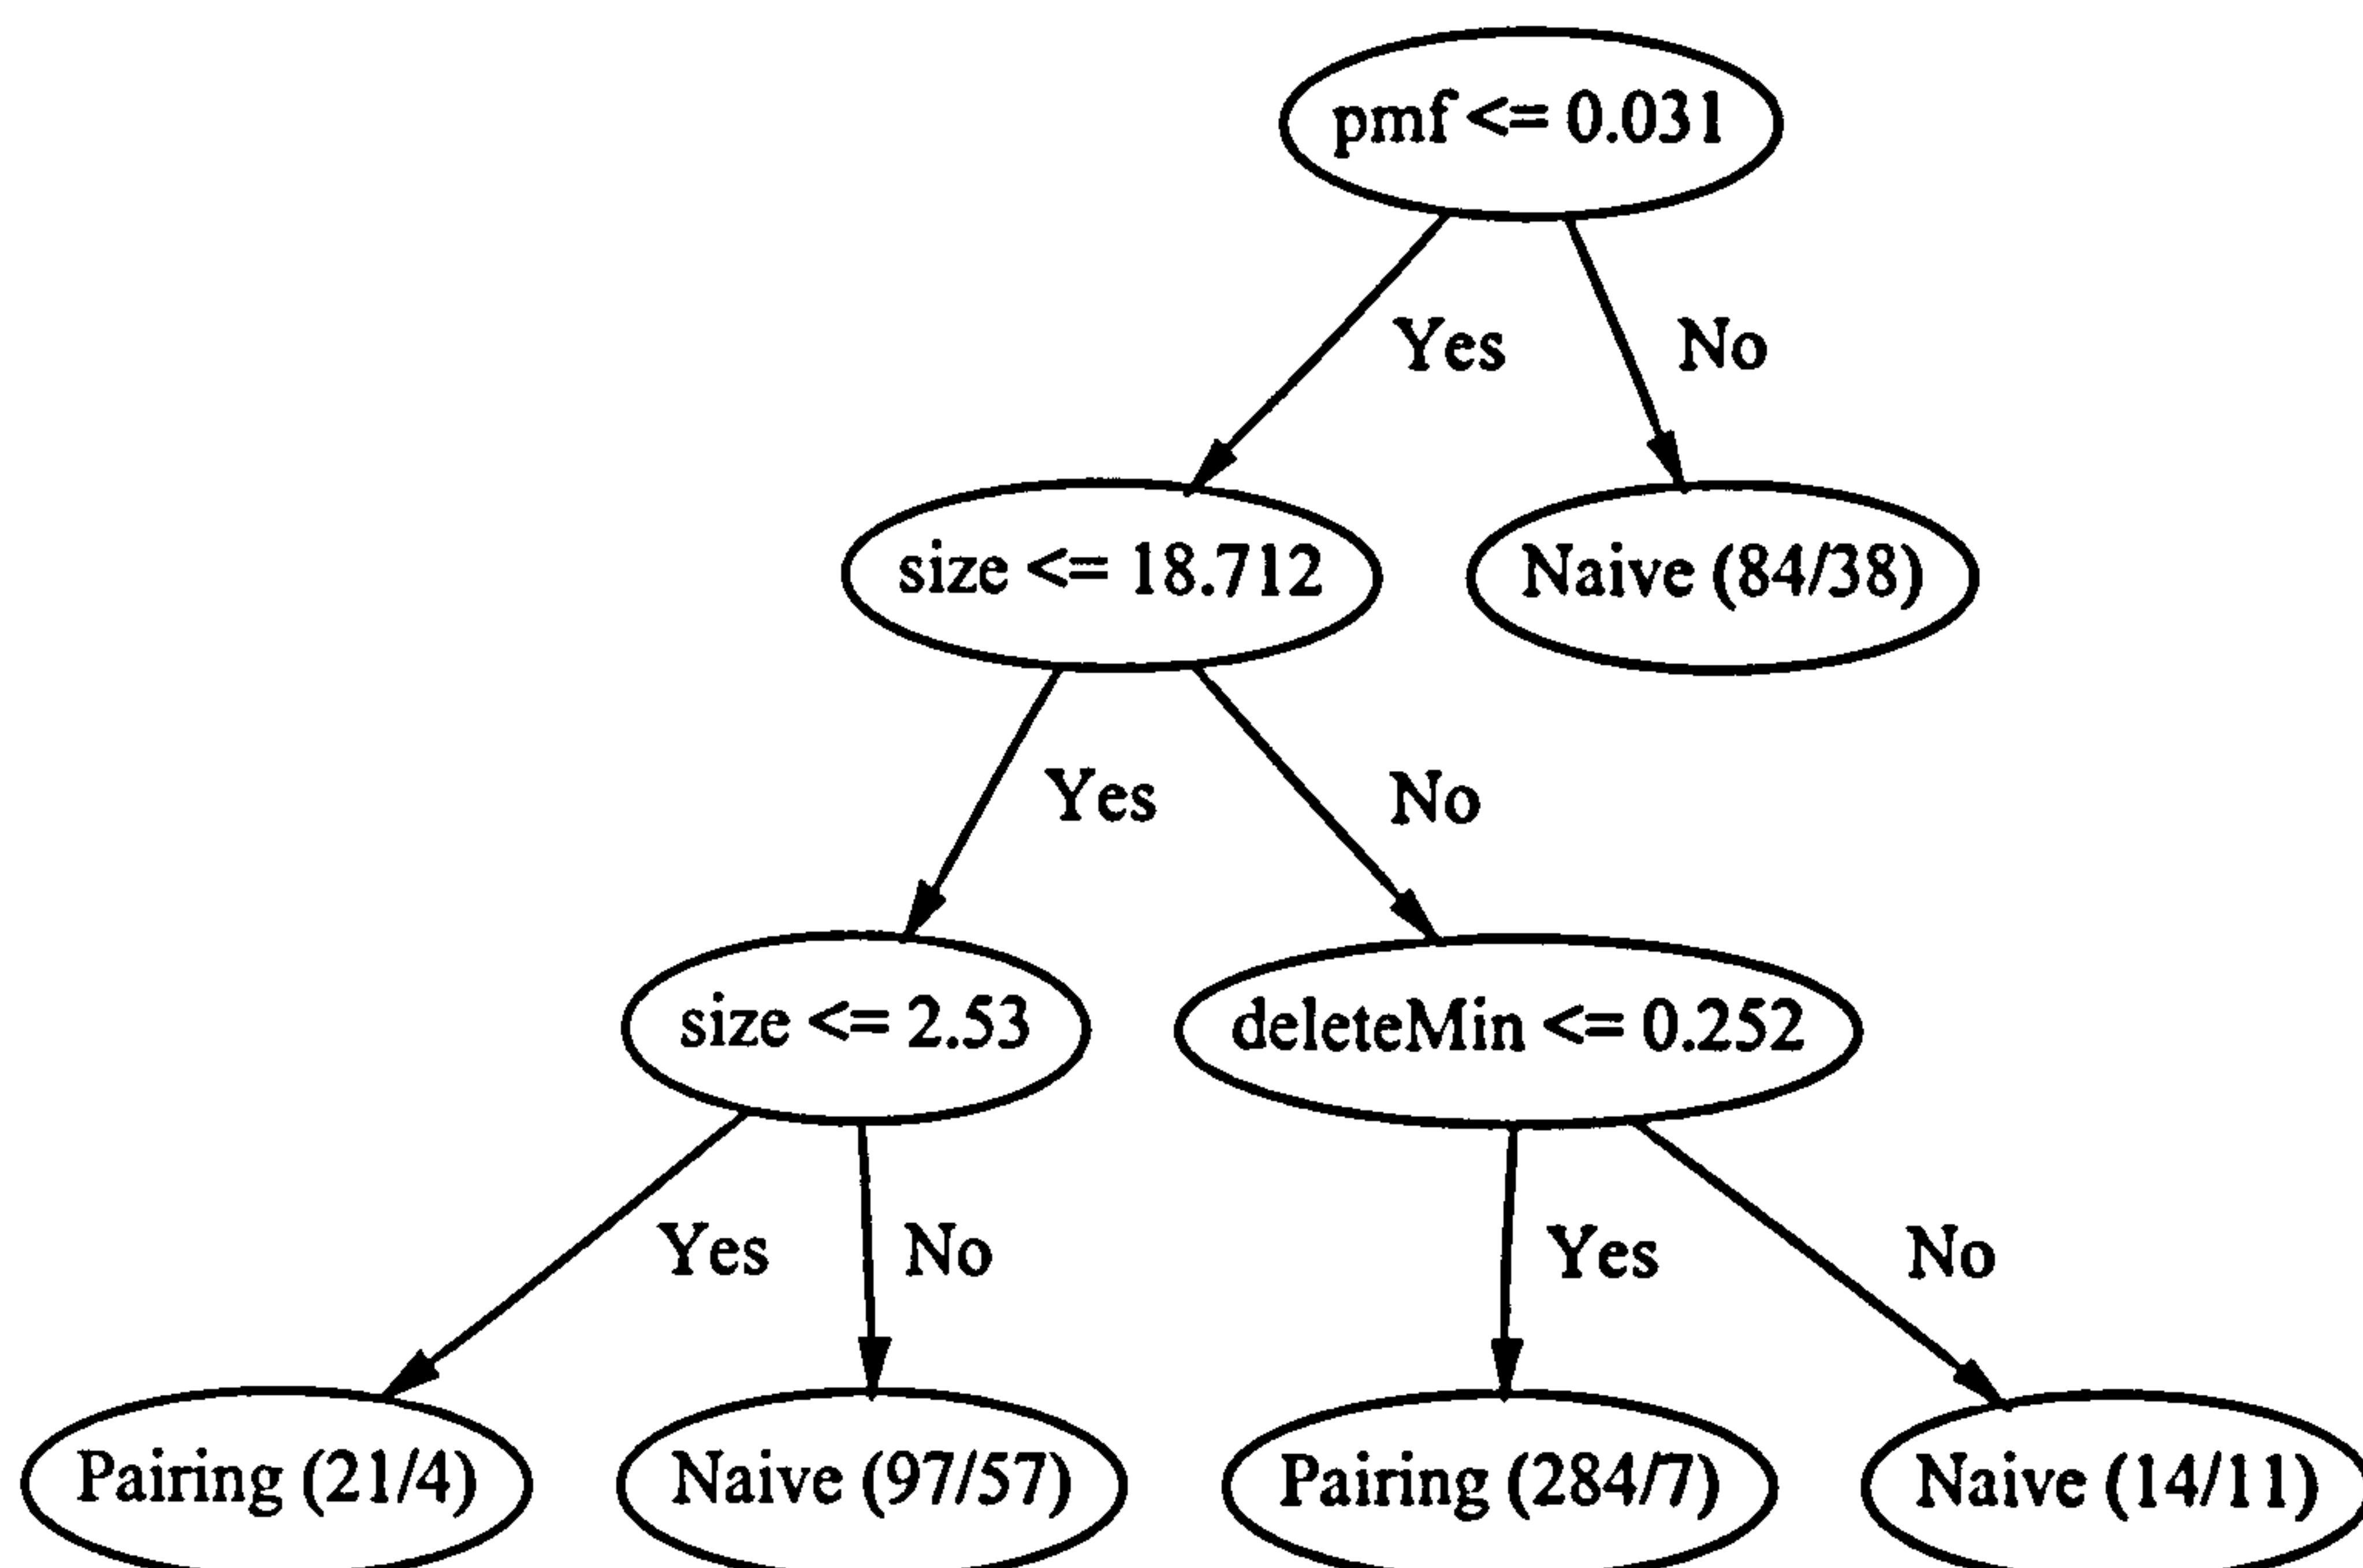 pmf <= 0.031
Yes
No
size <= 18.712
Naive (84/38)
Yes
No
size <= 2.53
deleteMin <= 0.252
Yes
No
Yes
No
Pairing (21/4)
Naive (97/57)
Pairing (284/7)
Naive (14/11)